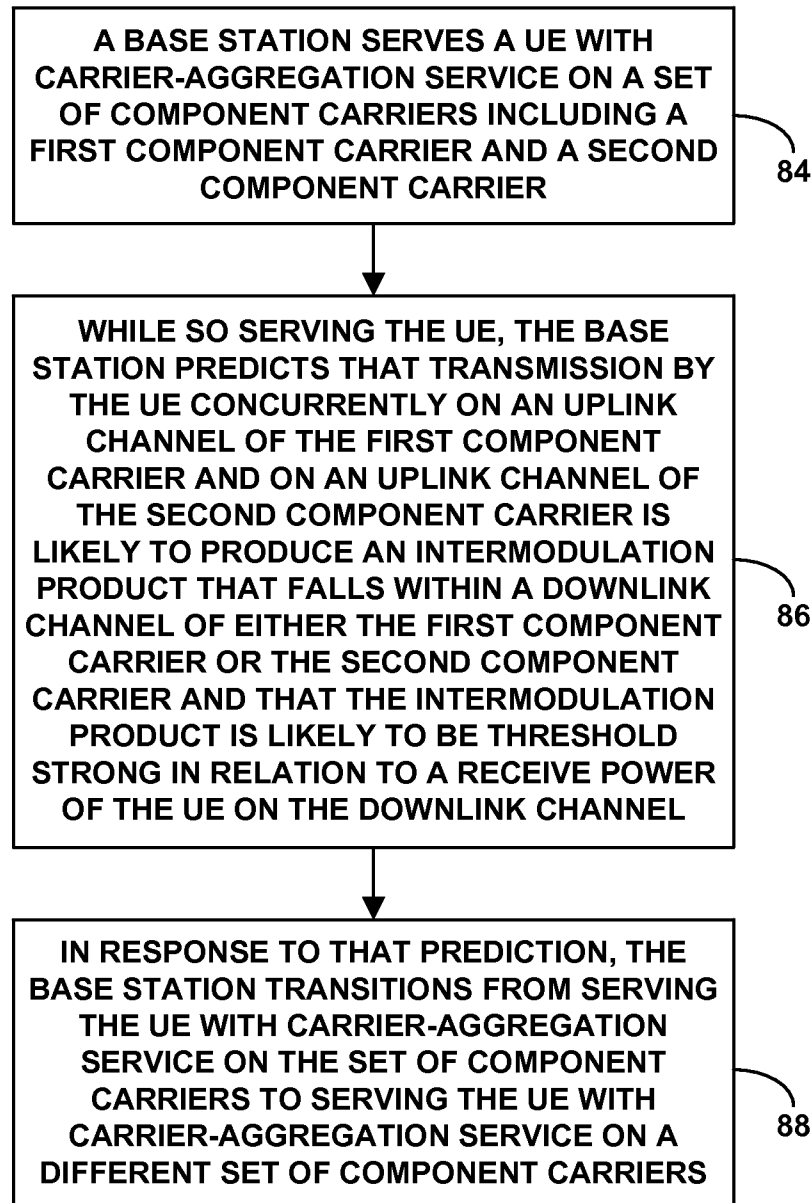 A BASE STATION SERVES A UE WITH
CARRIER-AGGREGATION SERVICE ON A SET
OF COMPONENT CARRIERS INCLUDING A
FIRST COMPONENT CARRIER AND A SECOND
COMPONENT CARRIER
84
WHILE SO SERVING THE UE, THE BASE
STATION PREDICTS THAT TRANSMISSION BY
THE UE CONCURRENTLY ON AN UPLINK
CHANNEL OF THE FIRST COMPONENT
CARRIER AND ON AN UPLINK CHANNEL OF
THE SECOND COMPONENT CARRIER IS
LIKELY TO PRODUCE AN INTERMODULATION
PRODUCT THAT FALLS WITHIN A DOWNLINK
CHANNEL OF EITHER THE FIRST COMPONENT
CARRIER OR THE SECOND COMPONENT
CARRIER AND THAT THE INTERMODULATION
PRODUCT IS LIKELY TO BE THRESHOLD
STRONG IN RELATION TO A RECEIVE POWER
OF THE UE ON THE DOWNLINK CHANNEL
86
IN RESPONSE TO THAT PREDICTION, THE
BASE STATION TRANSITIONS FROM SERVING
THE UE WITH CARRIER-AGGREGATION
SERVICE ON THE SET OF COMPONENT
CARRIERS TO SERVING THE UE WITH
CARRIER-AGGREGATION SERVICE ON A
DIFFERENT SET OF COMPONENT CARRIERS
88